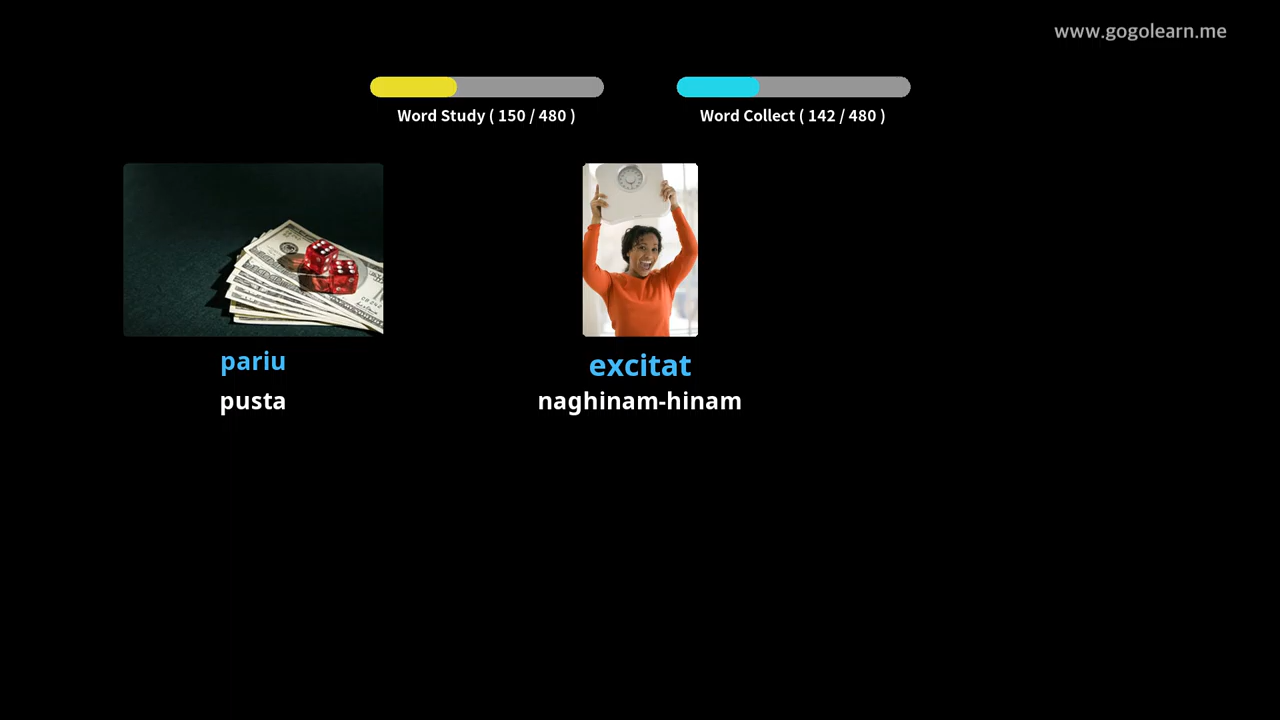 www.gogolearn.me
Word Study ( 150 / 480 )
Word Collect ( 142 / 480 )
pariu
pusta
excitat
naghinam-hinam